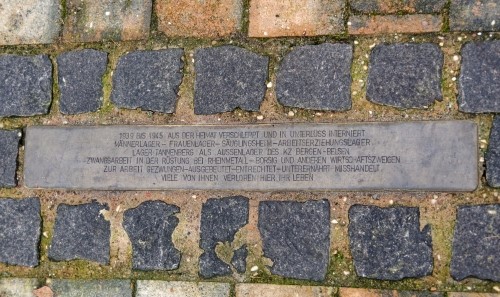 1939 BIS 1945 AUS DER HEIMAT VERSCHLEPPT UND IN UNTERLÜSS INTERNIERT
MÄNNERLAGER – FRAUENLAGER – SÄUGLINGSHEIM – ARBEITSERZIEHUNGSLAGER
LAGER TANNENBERG ALS AUSSENLAGER DES KZ BERGEN-BELSEN
ZWANGSARBEIT IN DER RÜSTUNG BEI RHEINMETALL – BORSIG UND ANDEREN WIRTSCHAFTSZWEIGEN
ZUR ARBEIT GEZWUNGEN – AUSGEBEUTET – ENTRECHTET – UNTERERNÄHRT – MISSHANDELT
VIELE VON IHNEN VERLOREN HIER IHR LEBEN